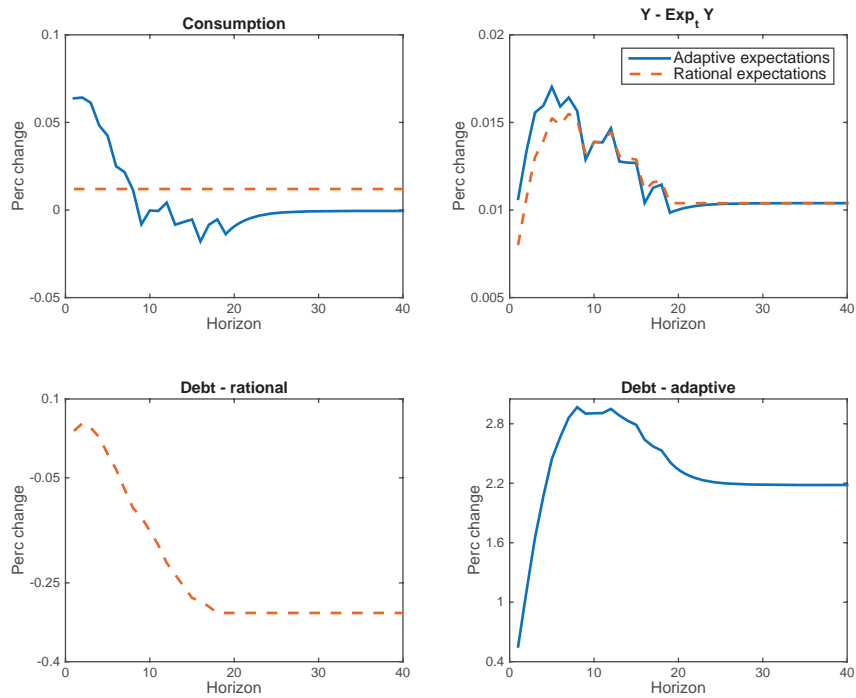 Consumption
Perc change
0.1
0.05
0
-0.05
0 10 20 30 40
Horizon
Y - Exp_t Y
Perc change
0.02
0.015
0.01
0.005
Adaptive expectations
Rational expectations
0 10 20 30 40
Horizon
Debt - rational
Perc change
0.1
-0.05
-0.25
-0.4
0 10 20 30 40
Horizon
Debt - adaptive
Perc change
2.8
2.2
1.6
1
0.4
0 10 20 30 40
Horizon